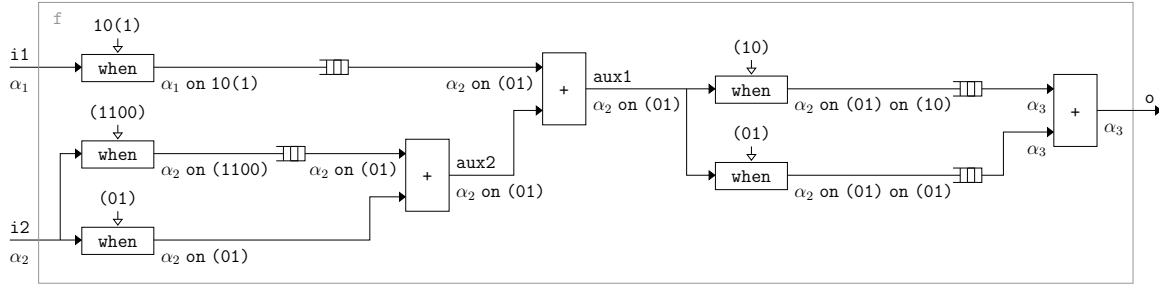 f
10(1)
i1
when
α1
α1 on 10(1)
α2 on (01)
+
aux1
α2 on (01)
(10)
when
α2 on (01) on (10)
α3
+
o
α3
(1100)
when
α2 on (1100)
α2 on (01)
+
aux2
α2 on (01)
(01)
when
α2 on (01) on (01)
α3
(01)
i2
when
α2
α2 on (01)